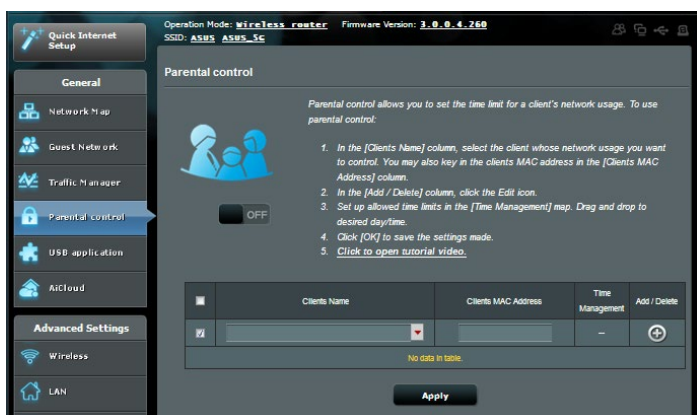 Quick Internet
Setup
Operation Mode: Wireless router Firmware Version: 3.0.0.4.260
SSID: ASUS ASUS_5G
General
Network Map
Guest Network
Traffic Manager
Parental control
USB application
AiCloud
Advanced Settings
Wireless
LAN
Parental control
Parental control allows you to set the time limit for a client's network usage. To use
parental control:
1. In the [Clients Name] column, select the client whose network usage you want
to control. You may also key in the clients MAC address in the [Clients MAC
Address] column.
2. In the [Add / Delete] column, click the Edit icon.
3. Set up allowed time limits in the [Time Management] map. Drag and drop to
desired day/time.
4. Click [OK] to save the settings made.
5. Click to open tutorial video.
OFF
Clients Name Clients MAC Address Time Management Add / Delete
–
No data in table.
Apply